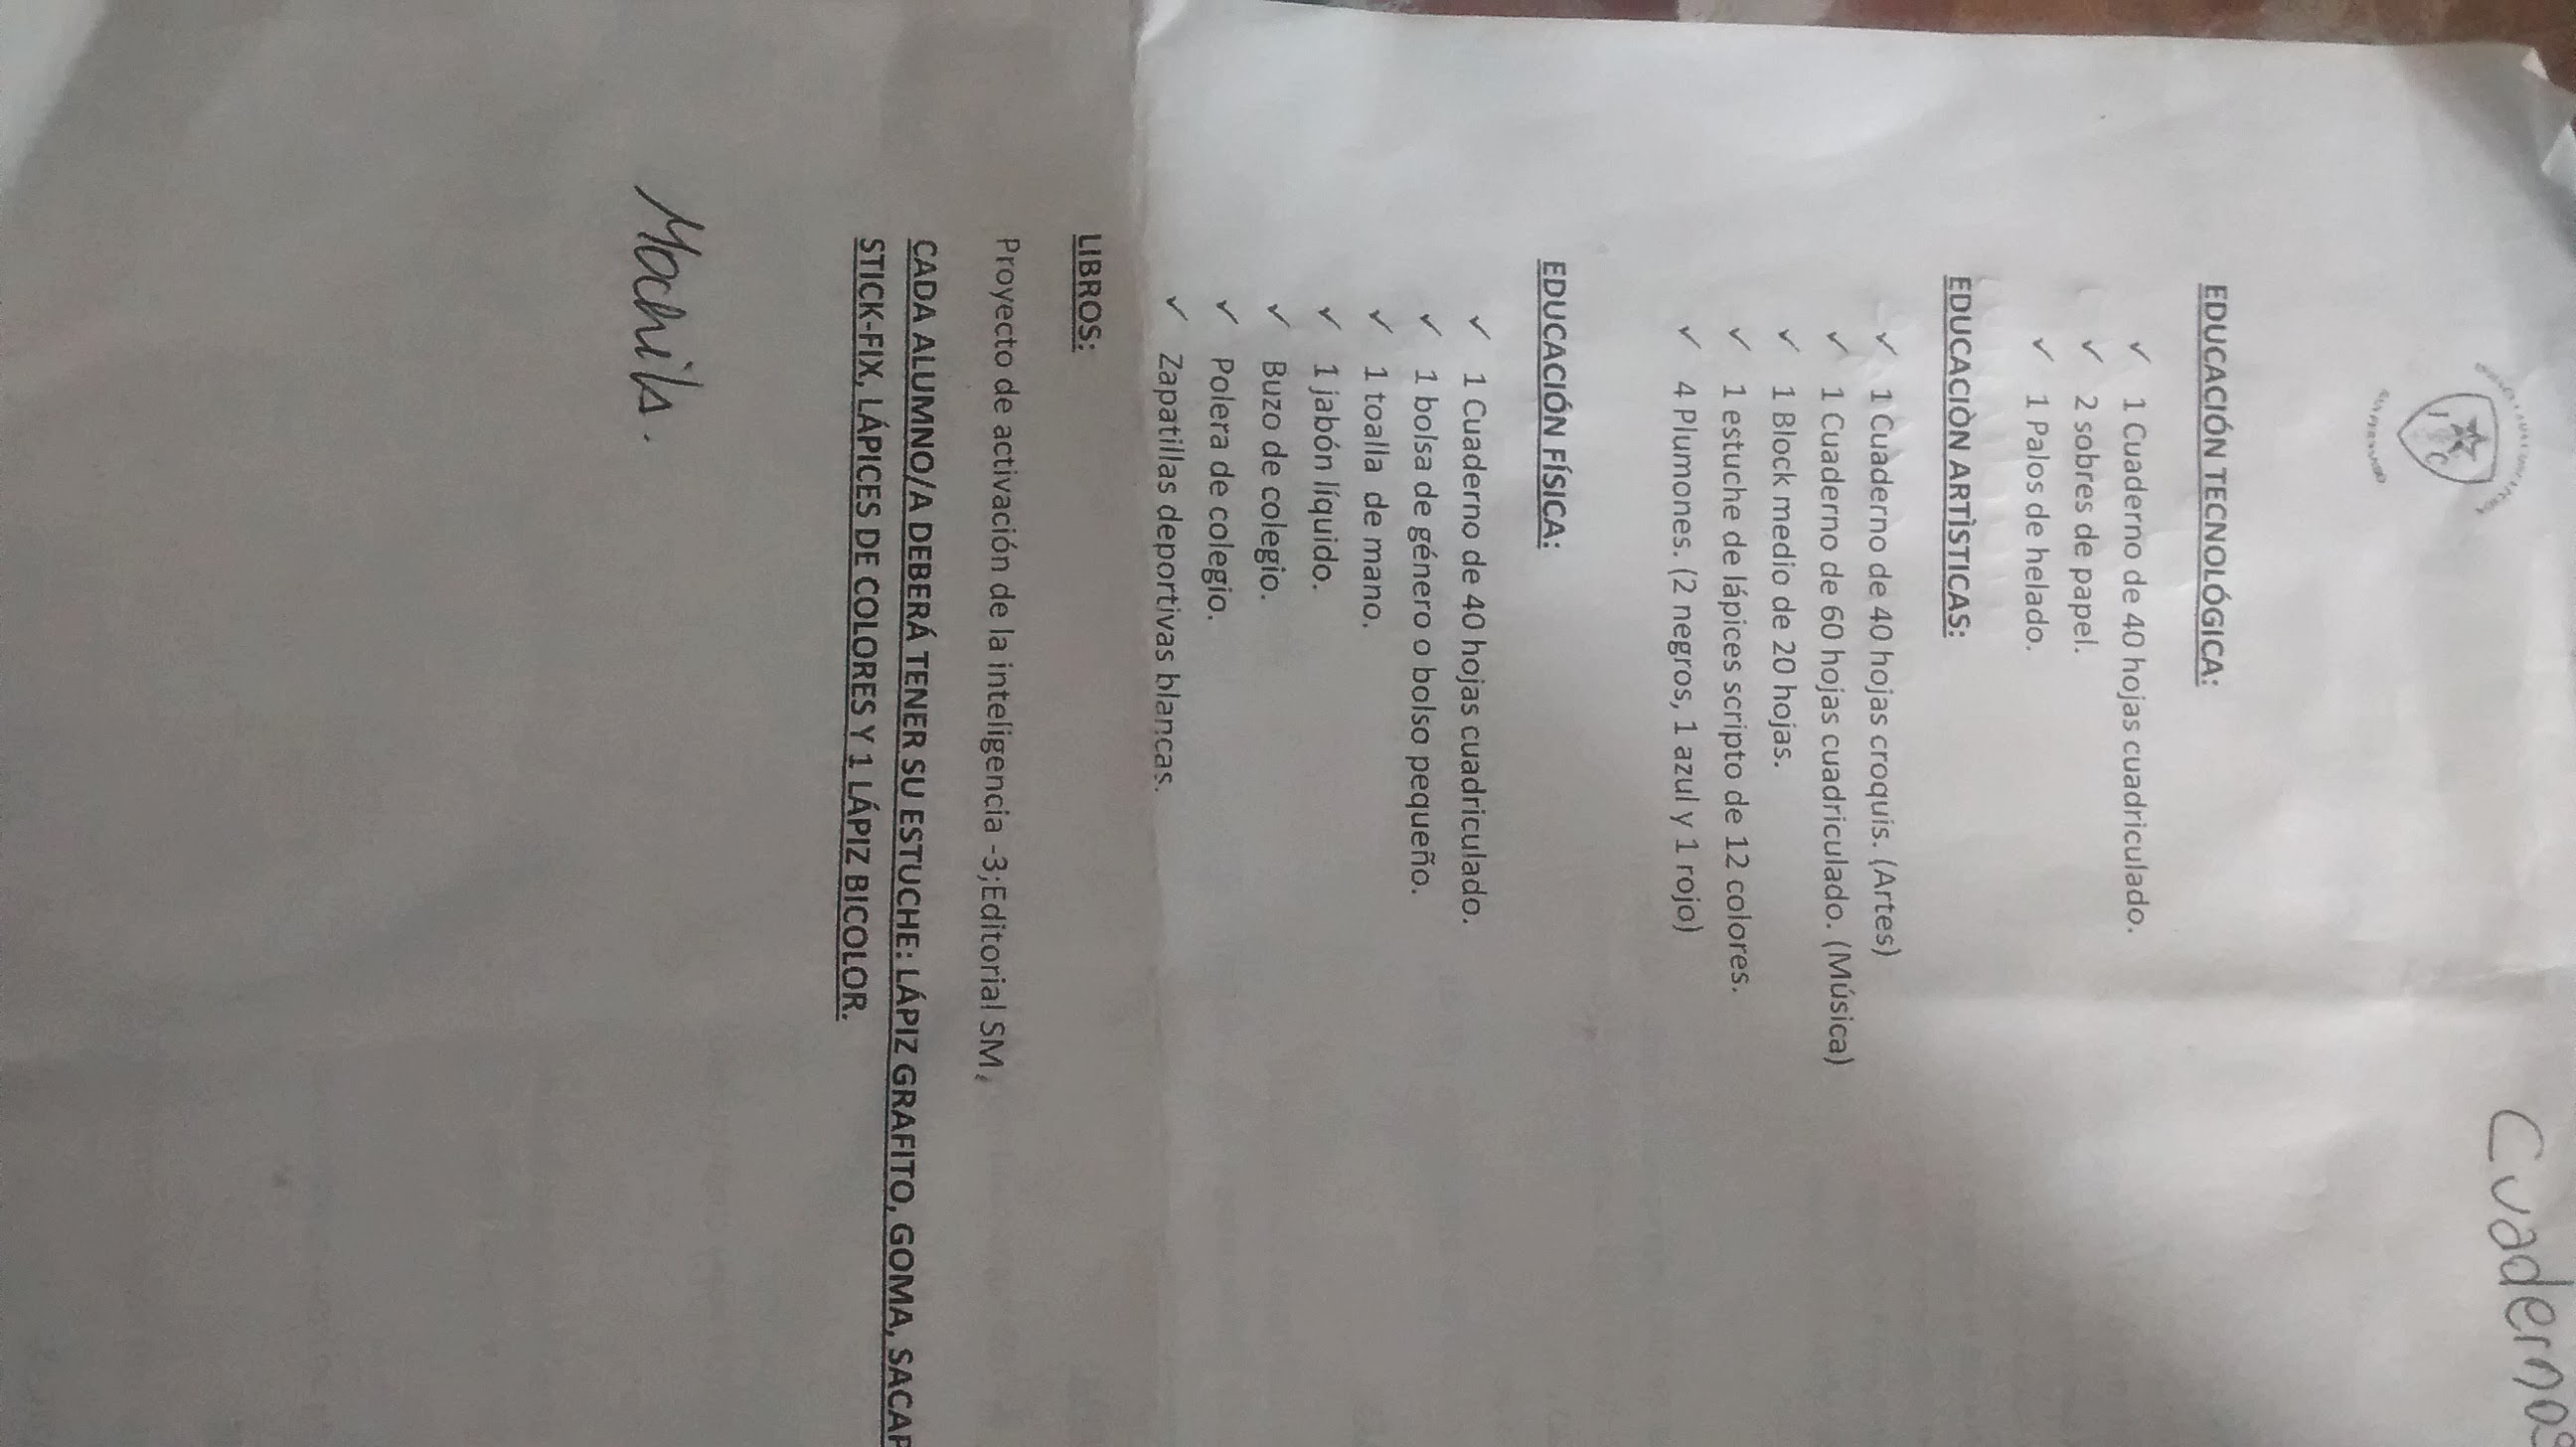 Cuadernos
EDUCACIÓN TECNOLÓGICA:
✓ 1 Cuaderno de 40 hojas cuadriculado.
✓ 2 sobres de papel.
✓ 1 Palos de helado.
EDUCACIÒN ARTÌSTICAS:
✓ 1 Cuaderno de 40 hojas croquis. (Artes)
✓ 1 Cuaderno de 60 hojas cuadriculado. (Música)
✓ 1 Block medio de 20 hojas.
✓ 1 estuche de lápices scripto de 12 colores.
✓ 4 Plumones. (2 negros, 1 azul y 1 rojo)
EDUCACIÓN FÍSICA:
✓ 1 Cuaderno de 40 hojas cuadriculado.
✓ 1 bolsa de género o bolso pequeño.
✓ 1 toalla de mano.
✓ 1 jabón líquido.
✓ Buzo de colegio.
✓ Polera de colegio.
✓ Zapatillas deportivas blancas.
LIBROS:
Proyecto de activación de la inteligencia -3;Editorial SM,
CADA ALUMNO/A DEBERÁ TENER SU ESTUCHE: LÁPIZ GRAFITO, GOMA, SACAP
STICK-FIX, LÁPICES DE COLORES Y 1 LÁPIZ BICOLOR.
Mochila.